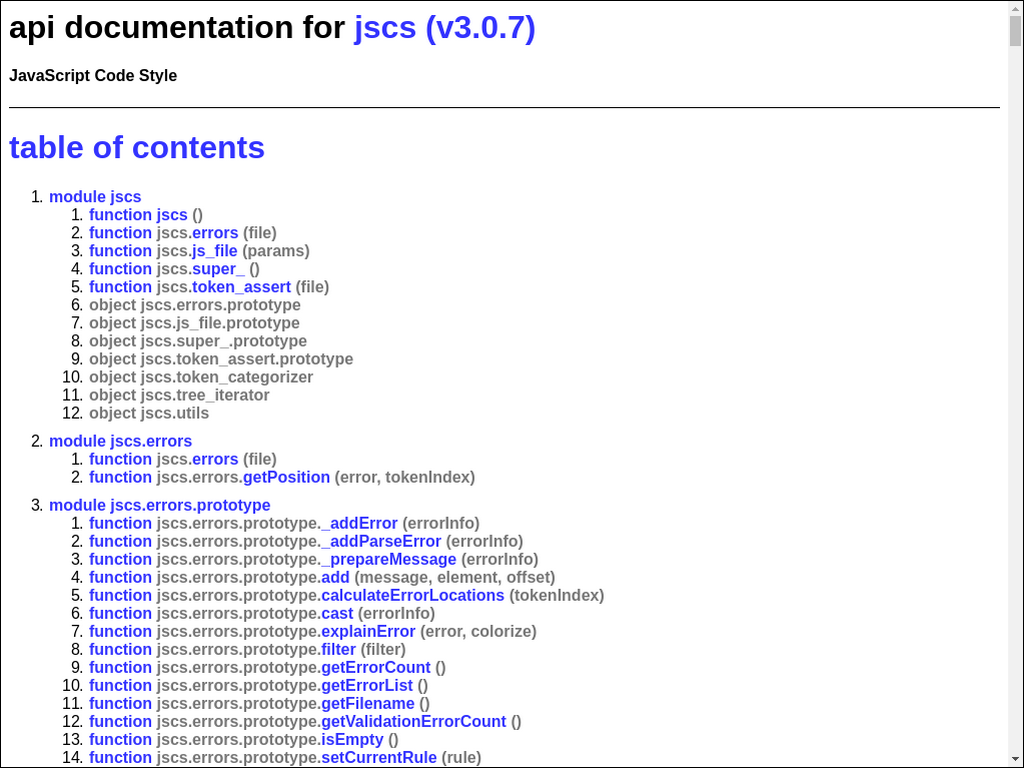 api documentation for jscs (v3.0.7)
JavaScript Code Style
table of contents
1. module jscs
1. function jscs ()
2. function jscs.errors (file)
3. function jscs.js_file (params)
4. function jscs.super_ ()
5. function jscs.token_assert (file)
6. object jscs.errors.prototype
7. object jscs.js_file.prototype
8. object jscs.super_.prototype
9. object jscs.token_assert.prototype
10. object jscs.token_categorizer
11. object jscs.tree_iterator
12. object jscs.utils
2. module jscs.errors
1. function jscs.errors (file)
2. function jscs.errors.getPosition (error, tokenIndex)
3. module jscs.errors.prototype
1. function jscs.errors.prototype._addError (errorInfo)
2. function jscs.errors.prototype._addParseError (errorInfo)
3. function jscs.errors.prototype._prepareMessage (errorInfo)
4. function jscs.errors.prototype.add (message, element, offset)
5. function jscs.errors.prototype.calculateErrorLocations (tokenIndex)
6. function jscs.errors.prototype.cast (errorInfo)
7. function jscs.errors.prototype.explainError (error, colorize)
8. function jscs.errors.prototype.filter (filter)
9. function jscs.errors.prototype.getErrorCount ()
10. function jscs.errors.prototype.getErrorList ()
11. function jscs.errors.prototype.getFilename ()
12. function jscs.errors.prototype.getValidationErrorCount ()
13. function jscs.errors.prototype.isEmpty ()
14. function jscs.errors.prototype.setCurrentRule (rule)